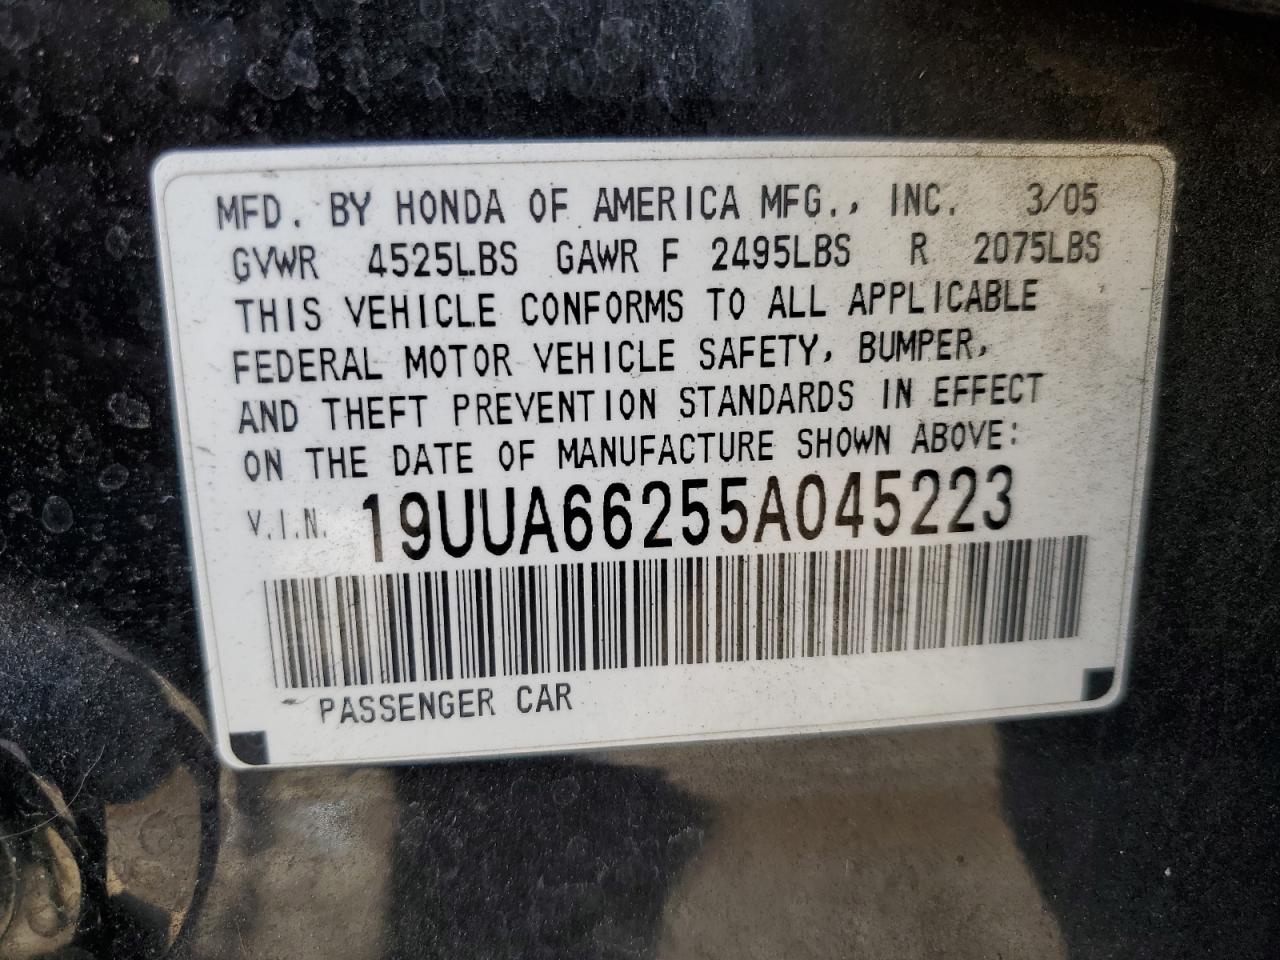 MFD. BY HONDA OF AMERICA MFG., INC. 3/05
GVWR 4525LBS GAWR F 2495LBS R 2075LBS
THIS VEHICLE CONFORMS TO ALL APPLICABLE
FEDERAL MOTOR VEHICLE SAFETY, BUMPER,
AND THEFT PREVENTION STANDARDS IN EFFECT
ON THE DATE OF MANUFACTURE SHOWN ABOVE:
V.I.N. 19UUA66255A045223
PASSENGER CAR